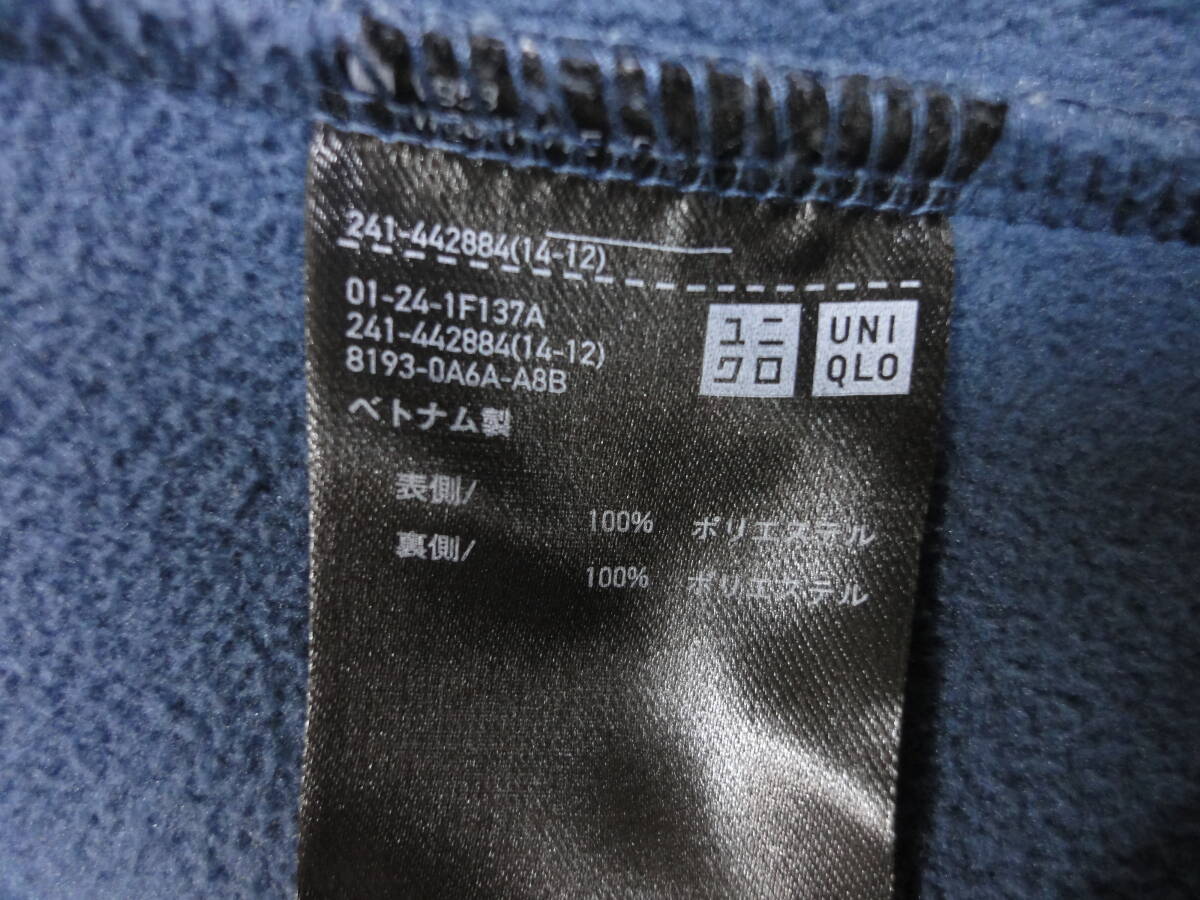 241-442884(14-12)
01-24-1F137A
241-442884(14-12)
8193-0A6A-A8B
ユニ
クロ
UNI
QLO
ベトナム製
表側/
100% ポリエステル
裏側/
100% ポリエステル